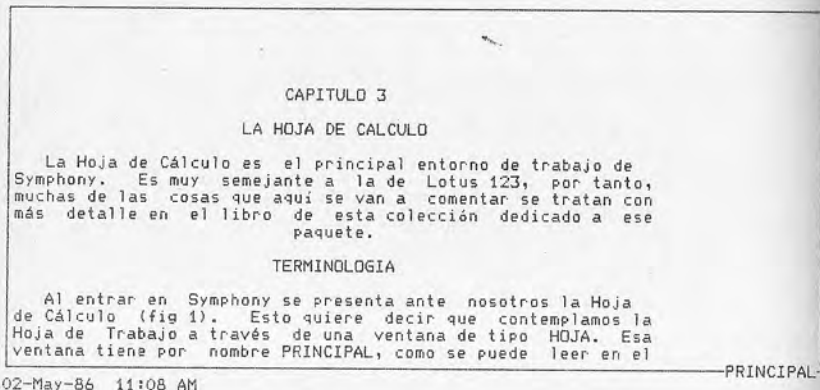 CAPITULO 3
LA HOJA DE CALCULO
La Hoja de Cálculo es el principal entorno de trabajo de
Symphony. Es muy semejante a la de Lotus 123, por tanto,
muchas de las cosas que aquí se van a comentar se tratan con
más detalle en el libro de esta colección dedicado a ese
paquete.
TERMINOLOGIA
Al entrar en Symphony se presenta ante nosotros la Hoja
de Cálculo (fig 1). Esto quiere decir que contemplamos la
Hoja de Trabajo a través de una ventana de tipo HOJA. Esa
ventana tiene por nombre PRINCIPAL, como se puede leer en el
PRINCIPAL
02-May-86 11:08 AM